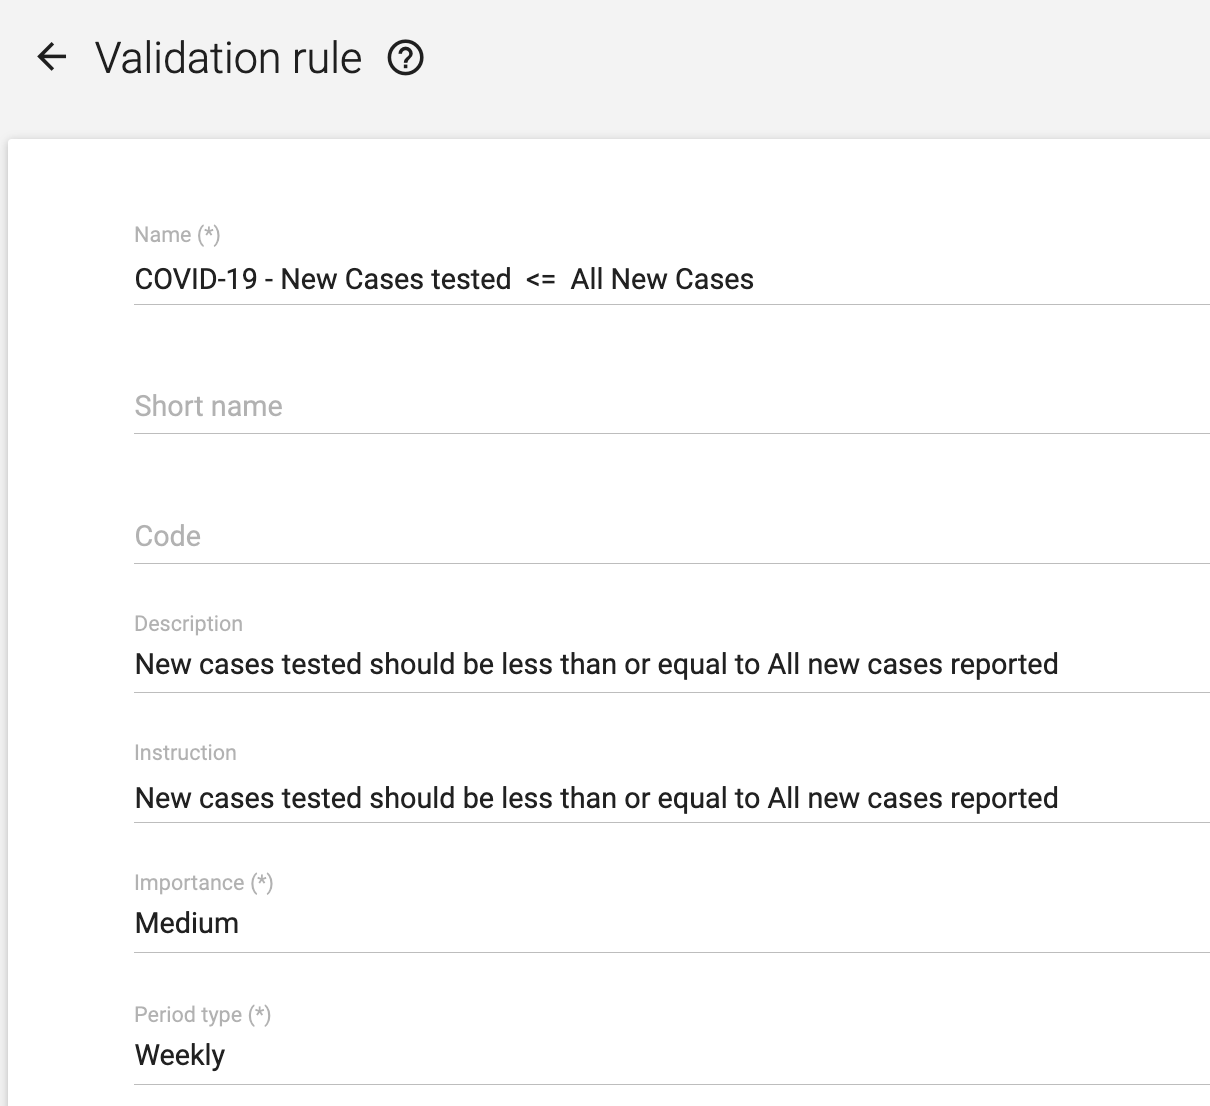 Validation rule
Name (*)
COVID-19 - New Cases tested  <=  All New Cases
Short name
Code
Description
New cases tested should be less than or equal to All new cases reported
Instruction
New cases tested should be less than or equal to All new cases reported
Importance (*)
Medium
Period type (*)
Weekly